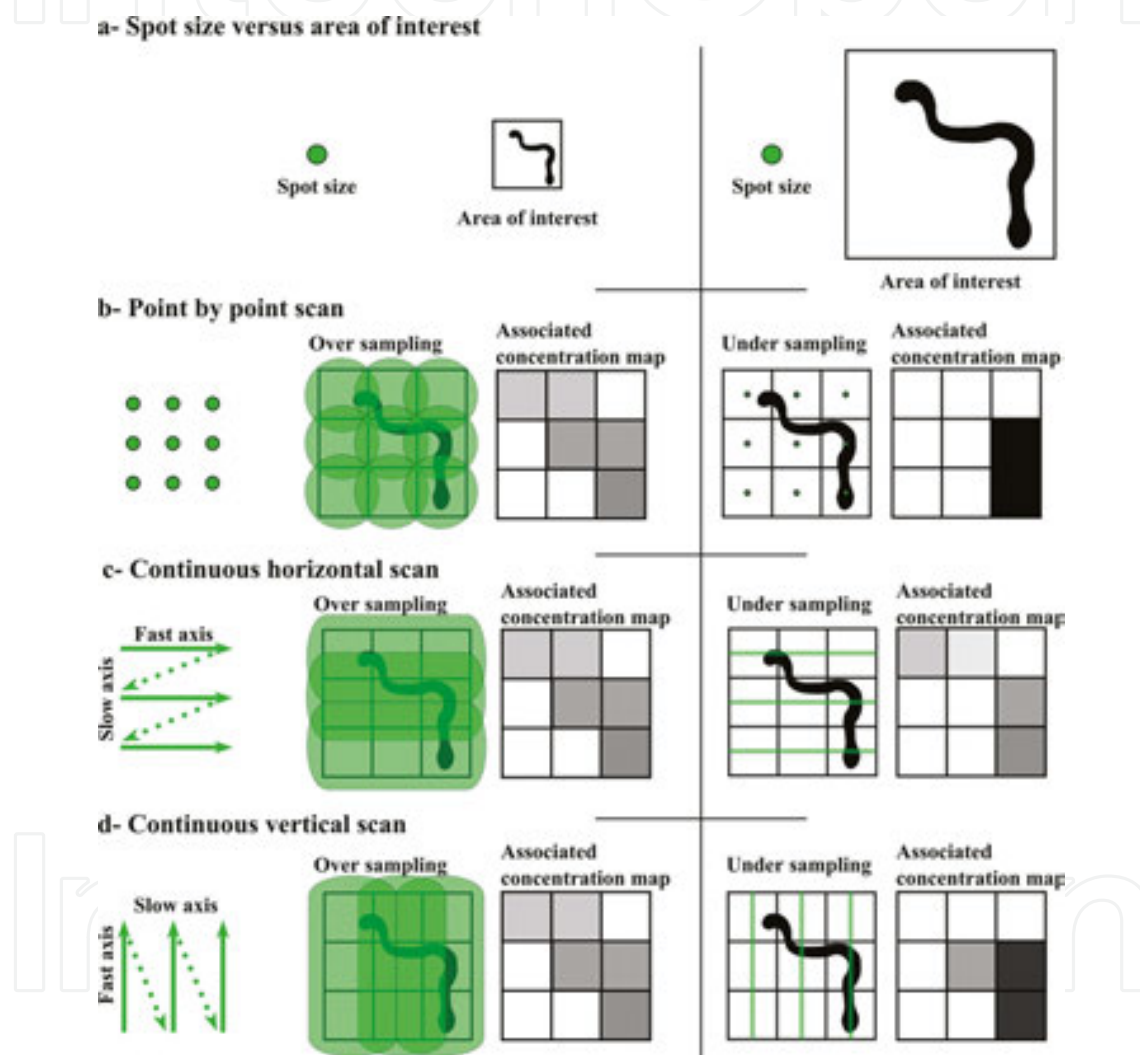 a- Spot size versus area of interest
Spot size
Area of interest
Spot size
Area of interest
b- Point by point scan
Over sampling
Associated
concentration map
Under sampling
Associated
concentration map
c- Continuous horizontal scan
Fast axis
Slow axis
Over sampling
Associated
concentration map
Under sampling
Associated
concentration map
d- Continuous vertical scan
Slow axis
Fast axis
Over sampling
Associated
concentration map
Under sampling
Associated
concentration map